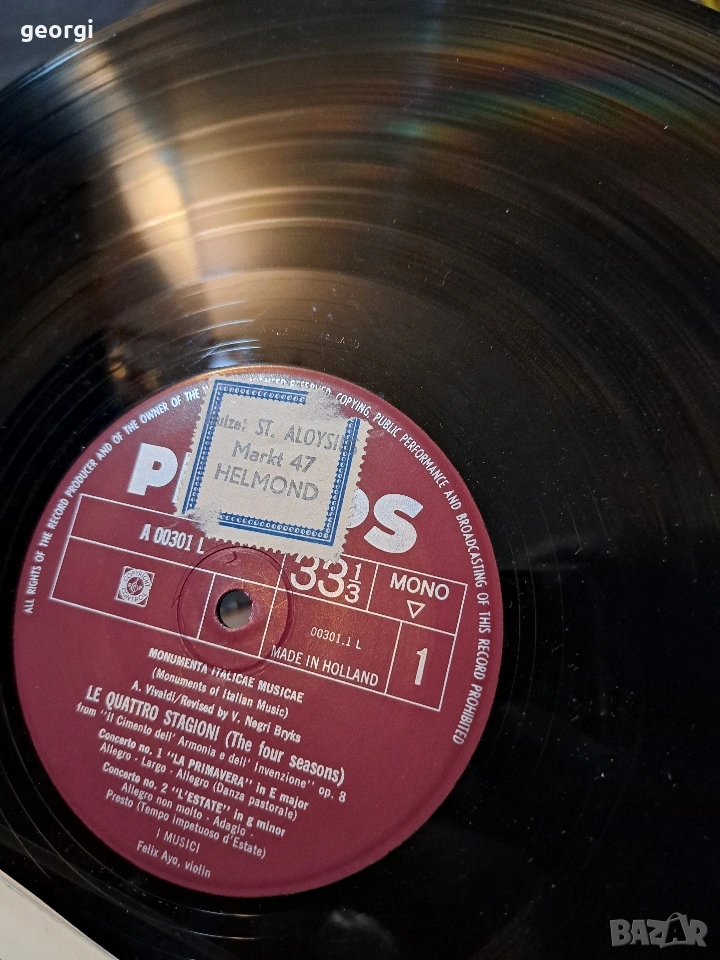 georgi
ALL RIGHTS OF THE RECORD PRODUCER AND OF THE OWNER OF THE RESERVED. COPYING, PUBLIC PERFORMANCE AND BROADCASTING OF THIS RECORD PROHIBITED
ST. ALOYSI
Markt 47
HELMOND
A 00301 L
33 1/3
MONO
00301.1 L
MADE IN HOLLAND
1
MONUMENTA ITALICAE MUSICAE
(Monuments of Italian Music)
A. Vivaldi/Revised by V. Negri Bryks
LE QUATTRO STAGIONI (The four seasons)
from "il Cimento dell' Armonia e dell' Invenzione" op. 8
Concerto no. 1 "LA PRIMAVERA" in E major
Allegro - Largo - Allegro (Danza pastorale)
Concerto no. 2 "L'ESTATE" in g minor
Allegro non molto - Adagio -
Presto (Tempo impetuoso d'Estate)
I MUSICI
Felix Ayo, violin
BAZAR